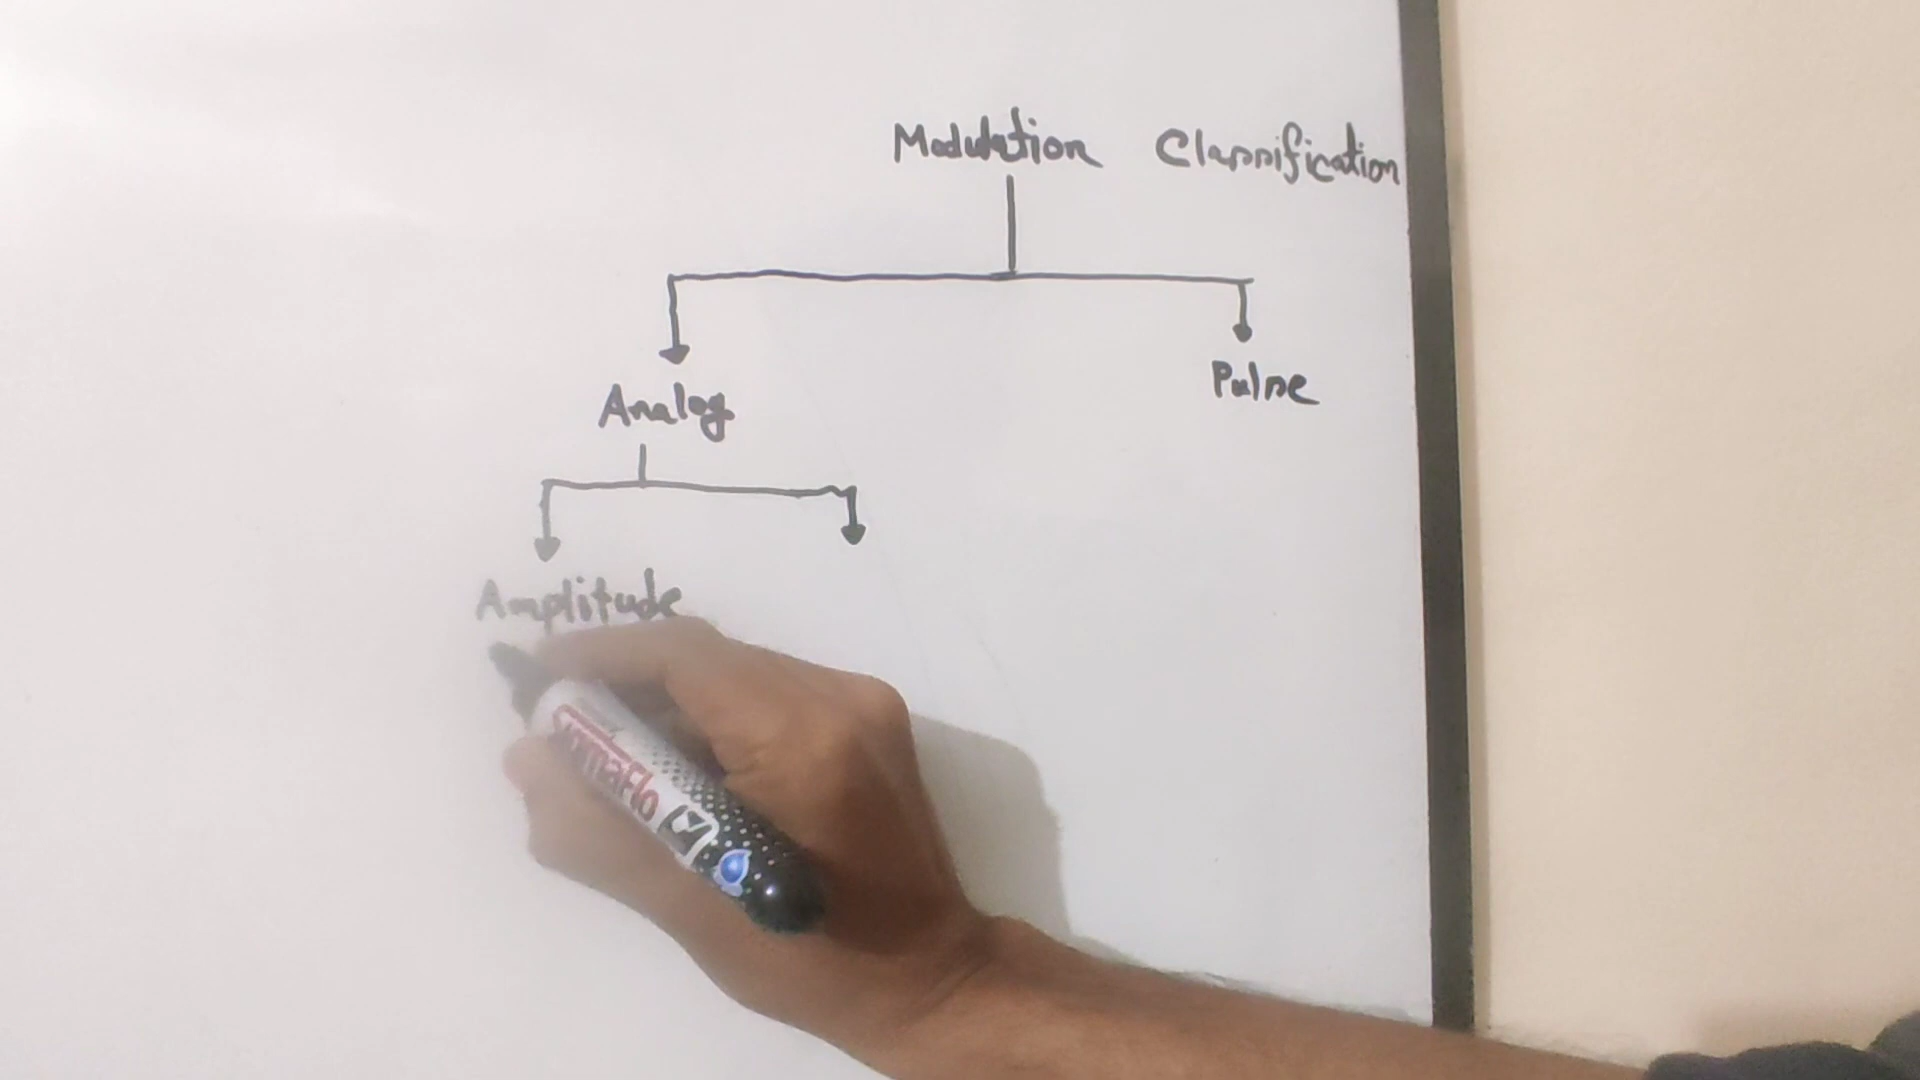 Modulation Classification
Analog
Pulse
Amplitude